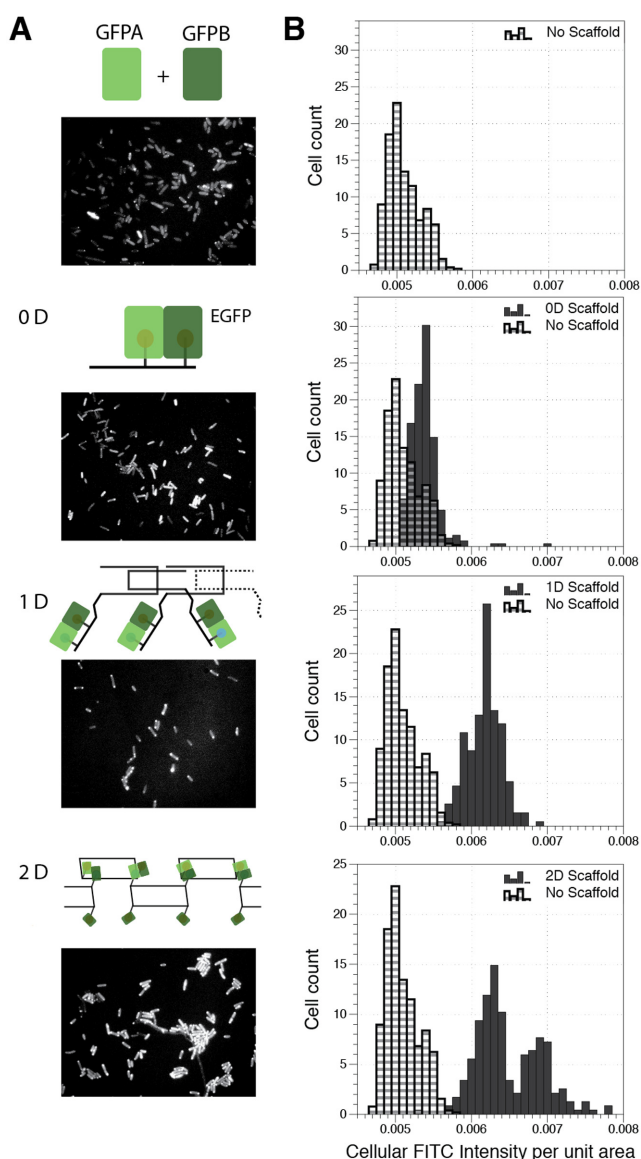 A
GFPA
GFPB
+
0 D
EGFP
1 D
2 D
B
No Scaffold
Cell count
30
25
20
15
10
5
0
0.005
0.006
0.007
0.008
0D Scaffold
No Scaffold
Cell count
30
25
20
15
10
5
0
0.005
0.006
0.007
0.008
1D Scaffold
No Scaffold
Cell count
25
20
15
10
5
0
0.005
0.006
0.007
0.008
2D Scaffold
No Scaffold
Cell count
25
20
15
10
5
0
0.005
0.006
0.007
0.008
Cellular FITC Intensity per unit area